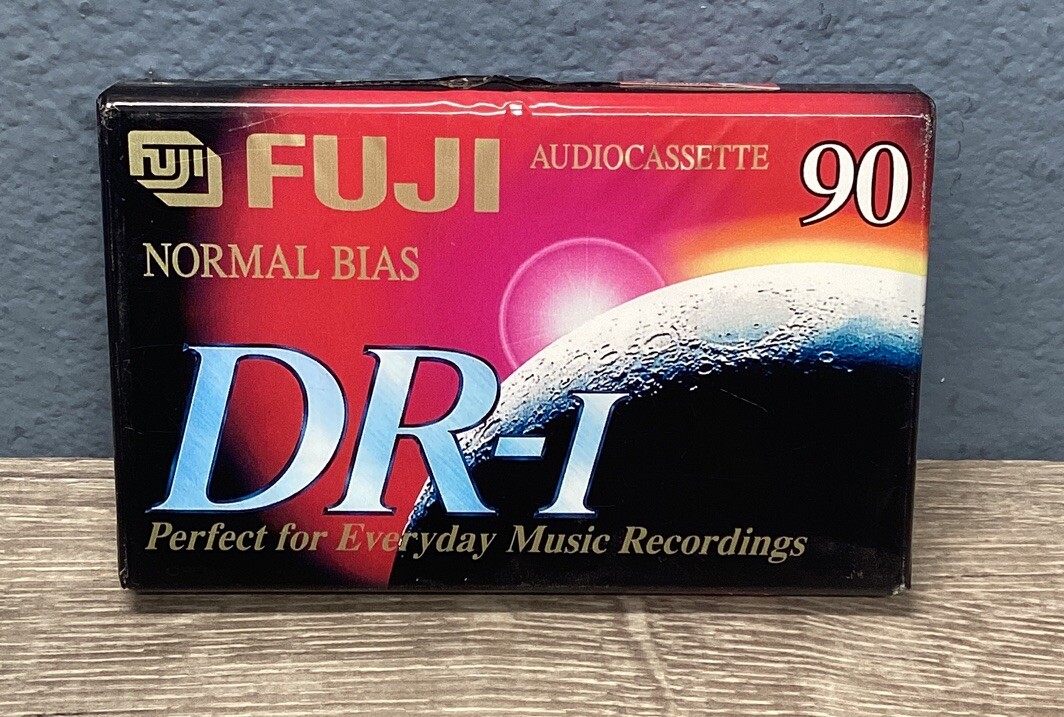 FUJI FUJI AUDIOCASSETTE 90
NORMAL BIAS
DR-I
Perfect for Everyday Music Recordings